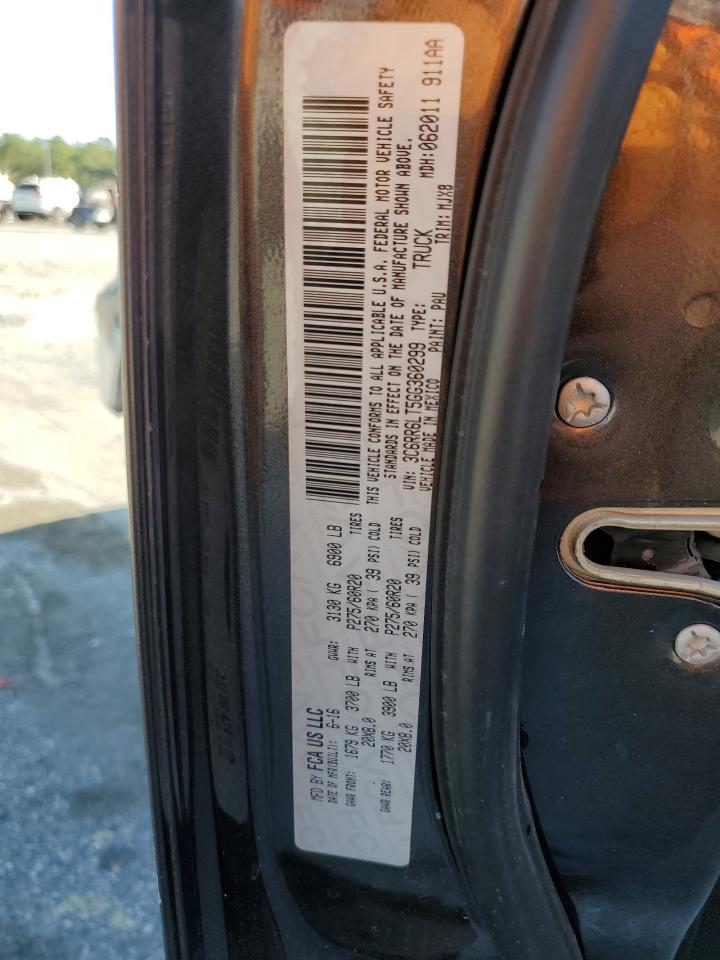 MFD BY FCA US LLC
DATE OF MFR(BUILT): 6-16 GVWR: 3130 KG 6900 LB
GAWR FRONT: 1679 KG 3700 LB WITH P275/60R20 TIRES
20X8.0 RIMS AT 270 KPA ( 39 PSI) COLD
GAWR REAR: 1770 KG 3900 LB WITH P275/60R20 TIRES
20X8.0 RIMS AT 270 KPA ( 39 PSI) COLD
THIS VEHICLE CONFORMS TO ALL APPLICABLE U.S.A. FEDERAL MOTOR VEHICLE SAFETY
STANDARDS IN EFFECT ON THE DATE OF MANUFACTURE SHOWN ABOVE.
VIN: 3C6RR6LT5GG360299 TYPE: TRUCK MDH:062011 911AA
VEHICLE MADE IN MEXICO PAINT: PAU TRIM: MJX8